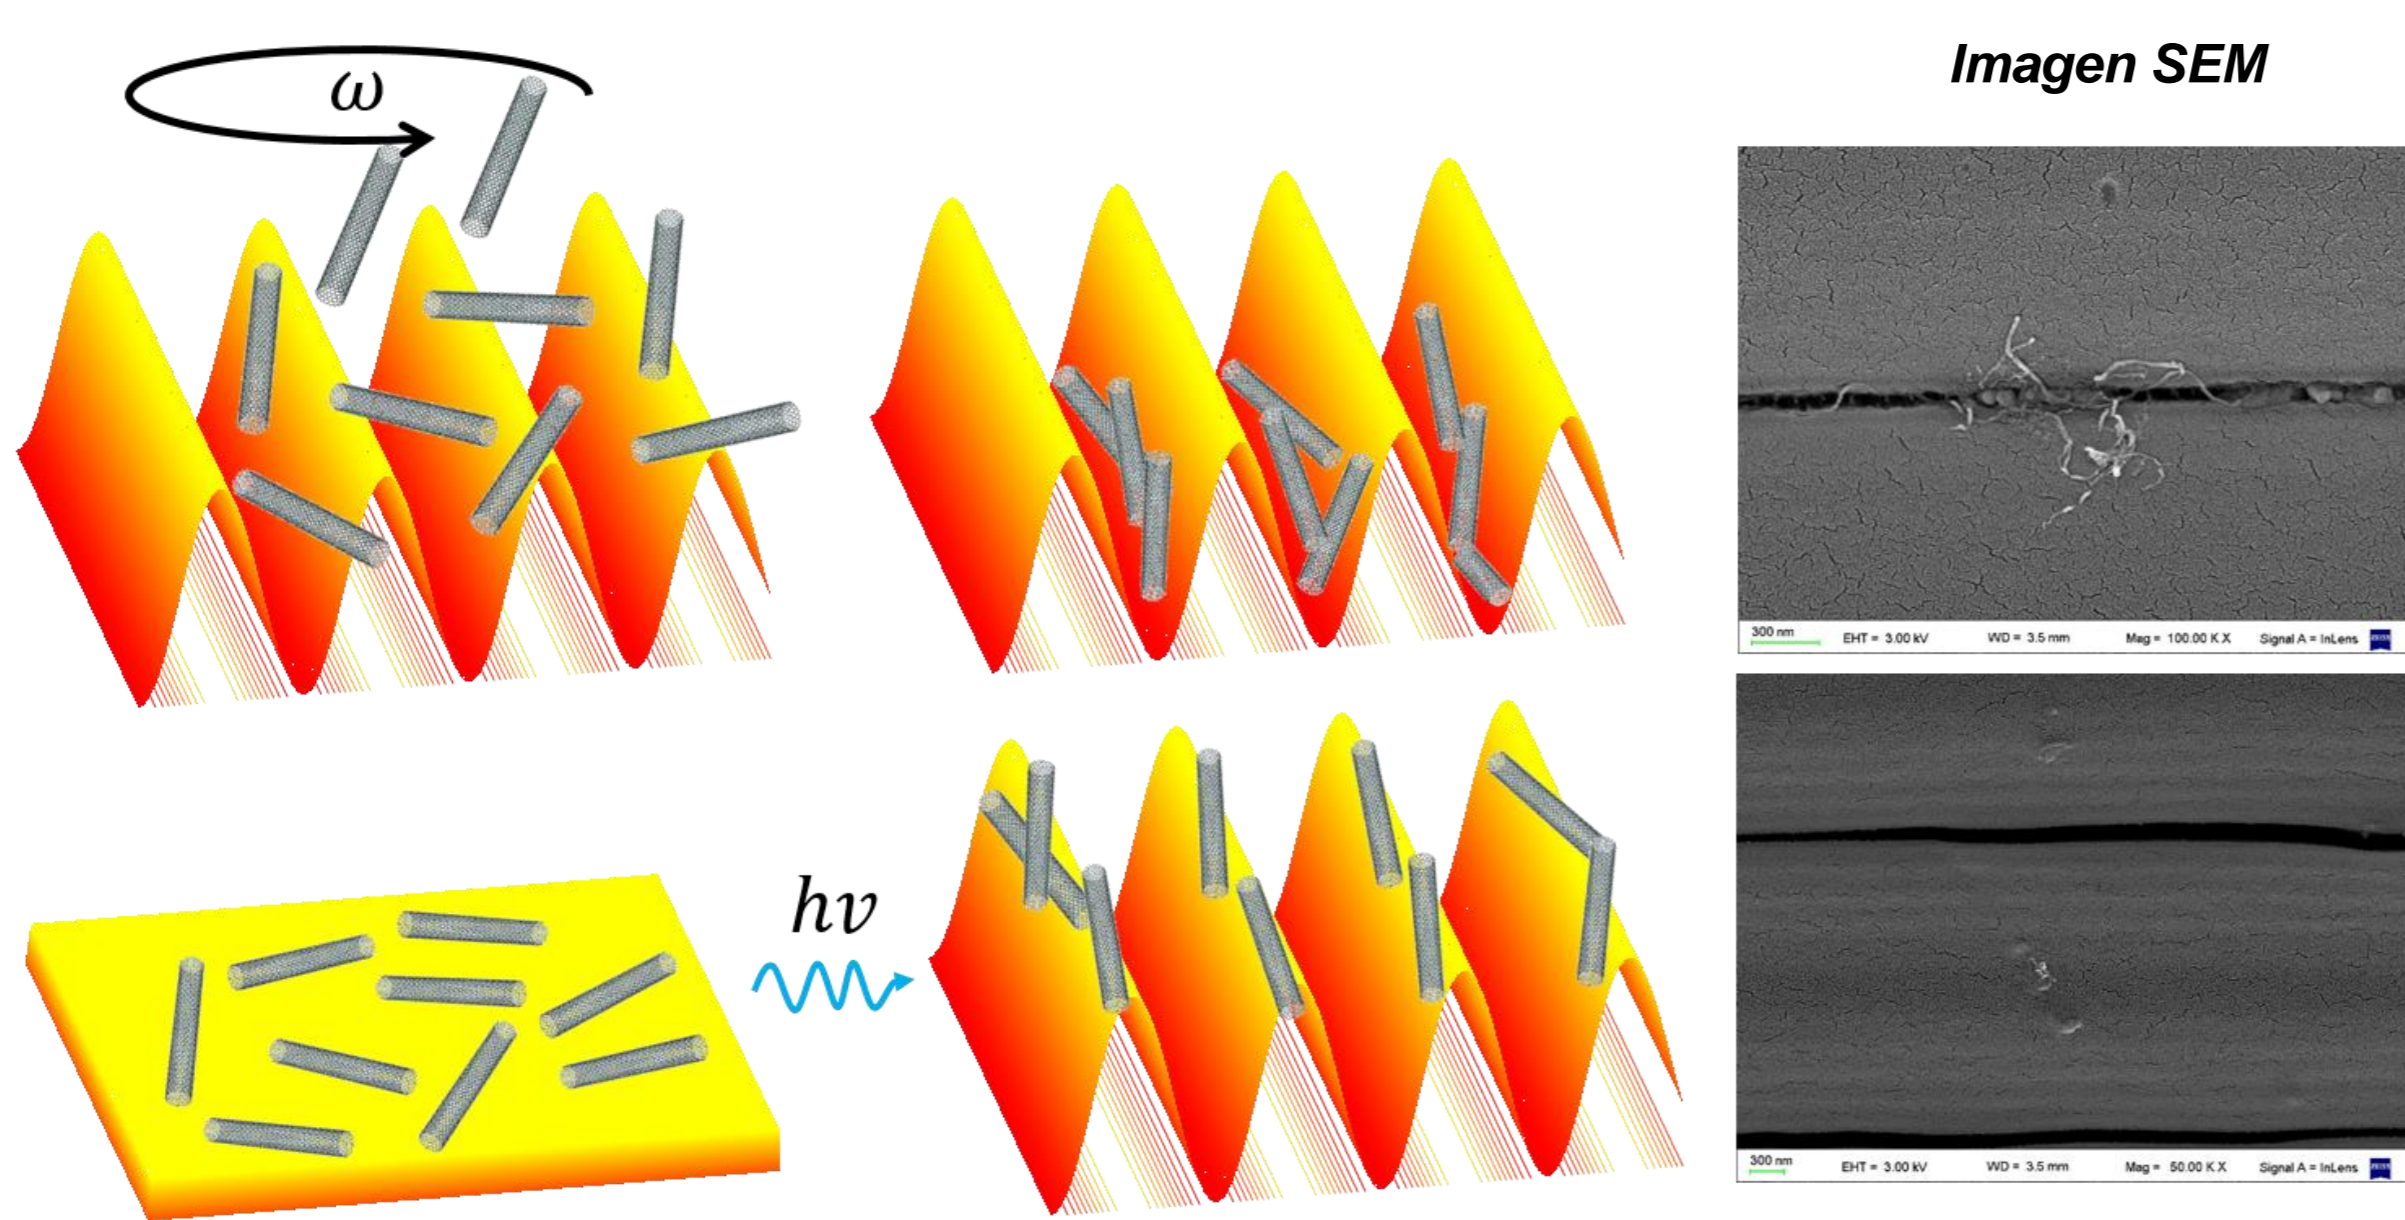 ω
Imagen SEM
300 nm EHT = 3.00 kV WD = 3.5 mm Mag = 100.00 K X Signal A = InLens
hν
300 nm EHT = 3.00 kV WD = 3.5 mm Mag = 50.00 K X Signal A = InLens